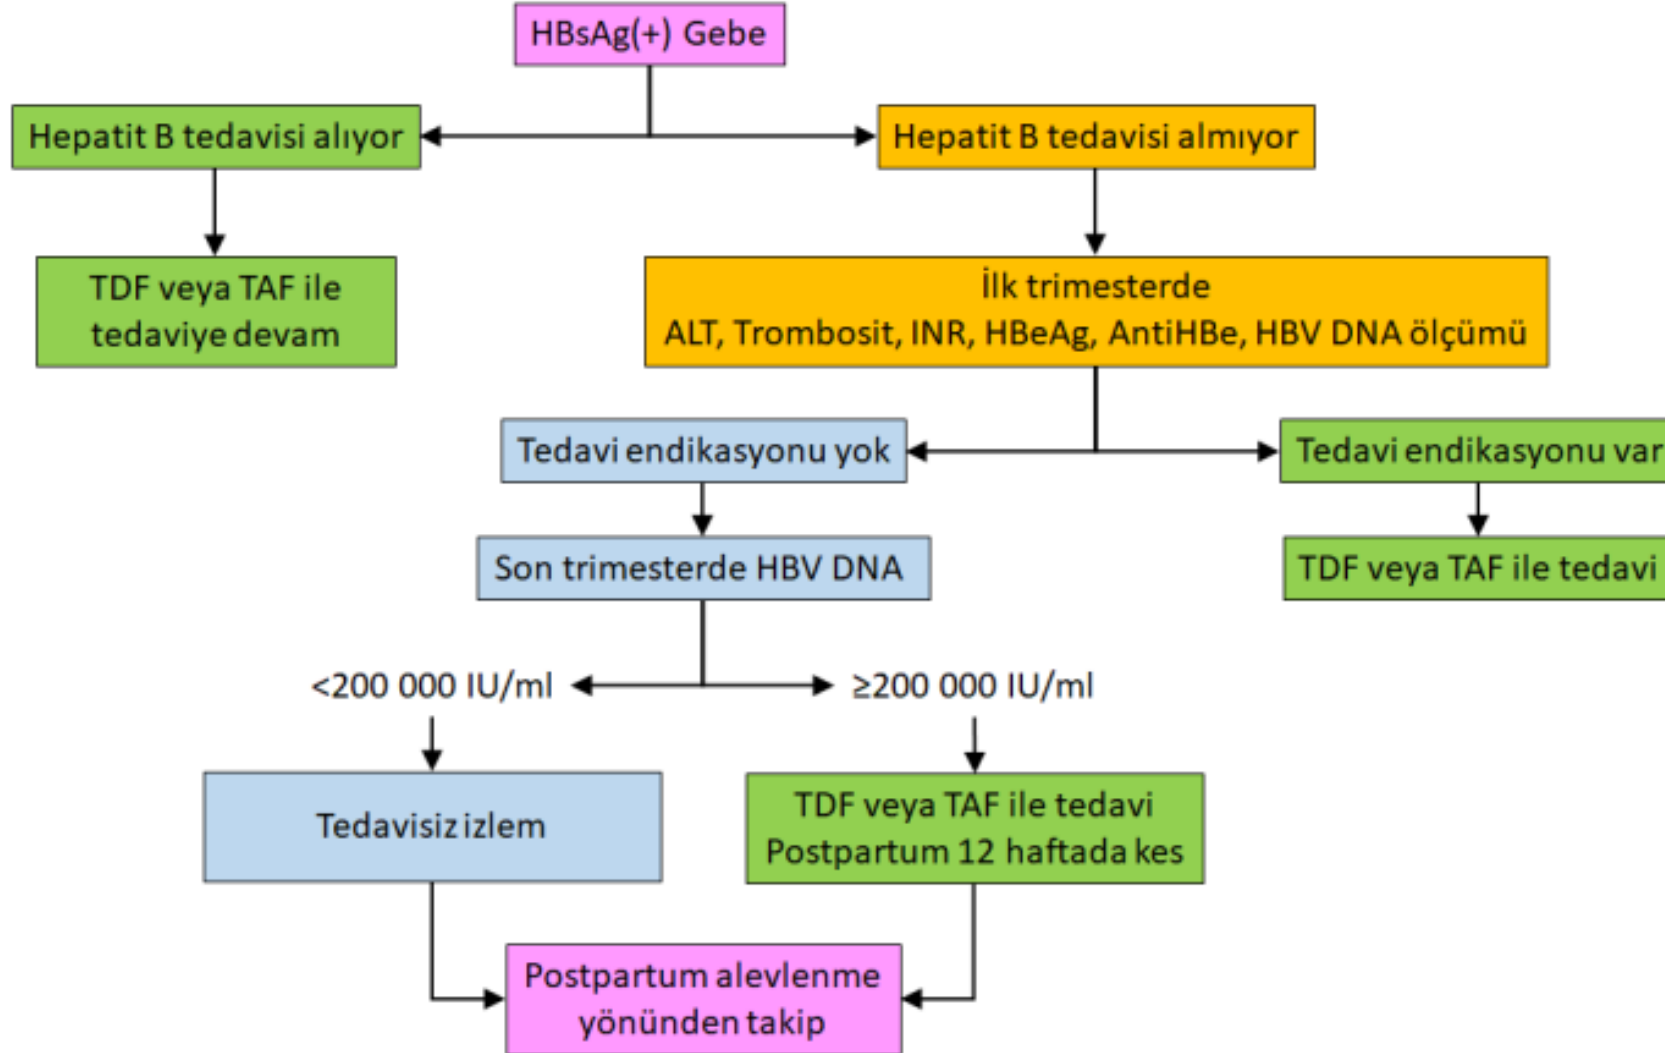 HBsAg(+) Gebe
Hepatit B tedavisi alıyor
Hepatit B tedavisi almıyor
TDF veya TAF ile
tedaviye devam
İlk trimesterde
ALT, Trombosit, INR, HBeAg, AntiHBe, HBV DNA ölçümü
Tedavi endikasyonu yok
Tedavi endikasyonu var
Son trimesterde HBV DNA
TDF veya TAF ile tedavi
<200 000 IU/ml
≥200 000 IU/ml
Tedavisiz izlem
TDF veya TAF ile tedavi
Postpartum 12 haftada kes
Postpartum alevlenme
yönünden takip